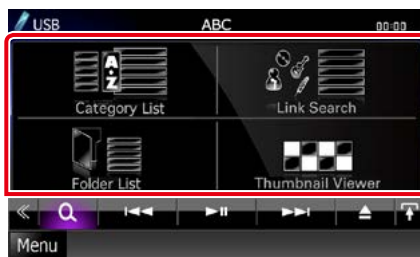 USB ABC 00:00
A-Z
Category List Link Search
Folder List Thumbnail Viewer
Menu